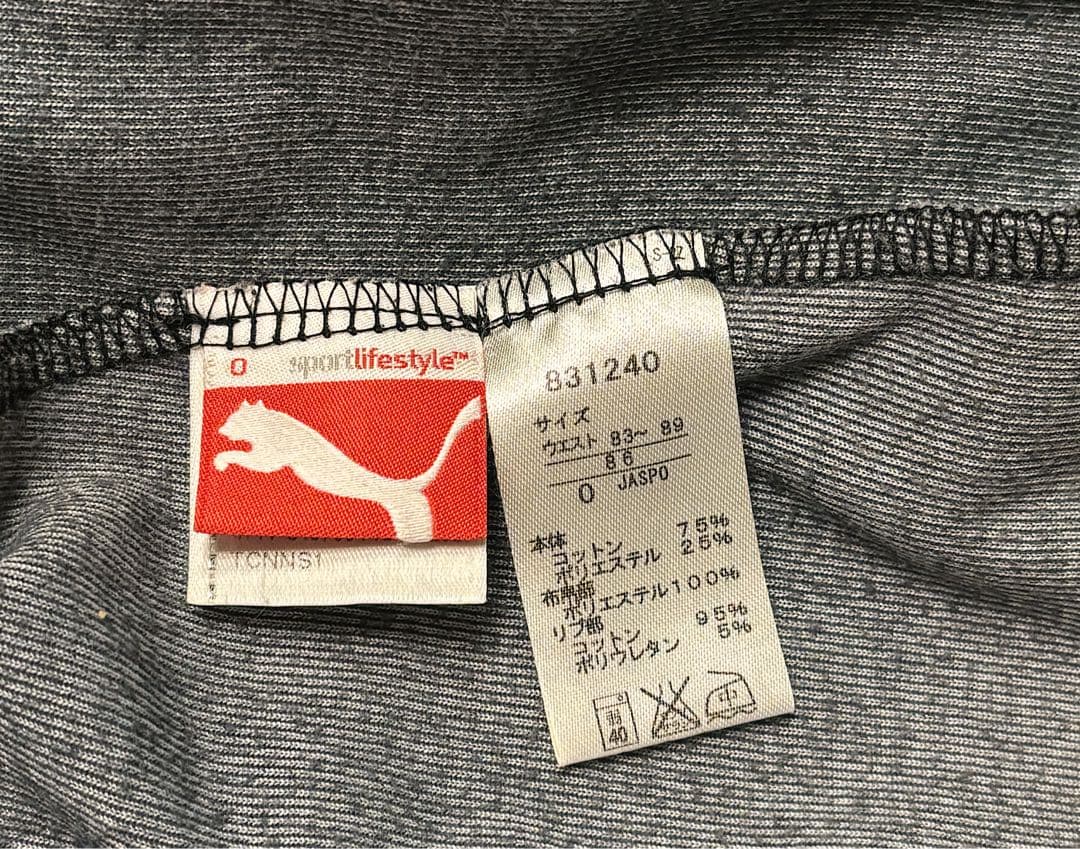 O sportlifestyle™
TCNNS1
831240
サイズ
ウエスト 83~ 89
86
O JASPO
本体
コットン 75%
ポリエステル 25%
布帛部
ポリエステル100%
リブ部
コットン 95%
ポリウレタン 5%
40